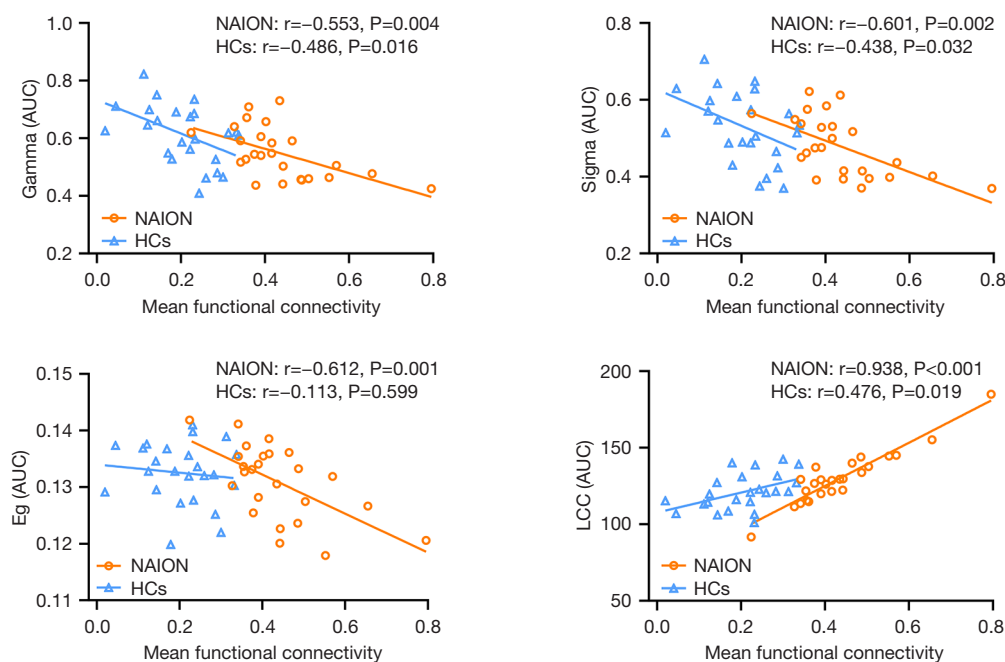 NAION: r=−0.553, P=0.004
HCs: r=−0.486, P=0.016
Gamma (AUC)
1.0
0.8
0.6
0.4
0.2
NAION
HCs
0.0 0.2 0.4 0.6 0.8
Mean functional connectivity
NAION: r=−0.601, P=0.002
HCs: r=−0.438, P=0.032
Sigma (AUC)
0.8
0.6
0.4
0.2
NAION
HCs
0.0 0.2 0.4 0.6 0.8
Mean functional connectivity
NAION: r=−0.612, P=0.001
HCs: r=−0.113, P=0.599
Eg (AUC)
0.15
0.14
0.13
0.12
0.11
NAION
HCs
0.0 0.2 0.4 0.6 0.8
Mean functional connectivity
NAION: r=0.938, P<0.001
HCs: r=0.476, P=0.019
LCC (AUC)
200
150
100
50
NAION
HCs
0.0 0.2 0.4 0.6 0.8
Mean functional connectivity